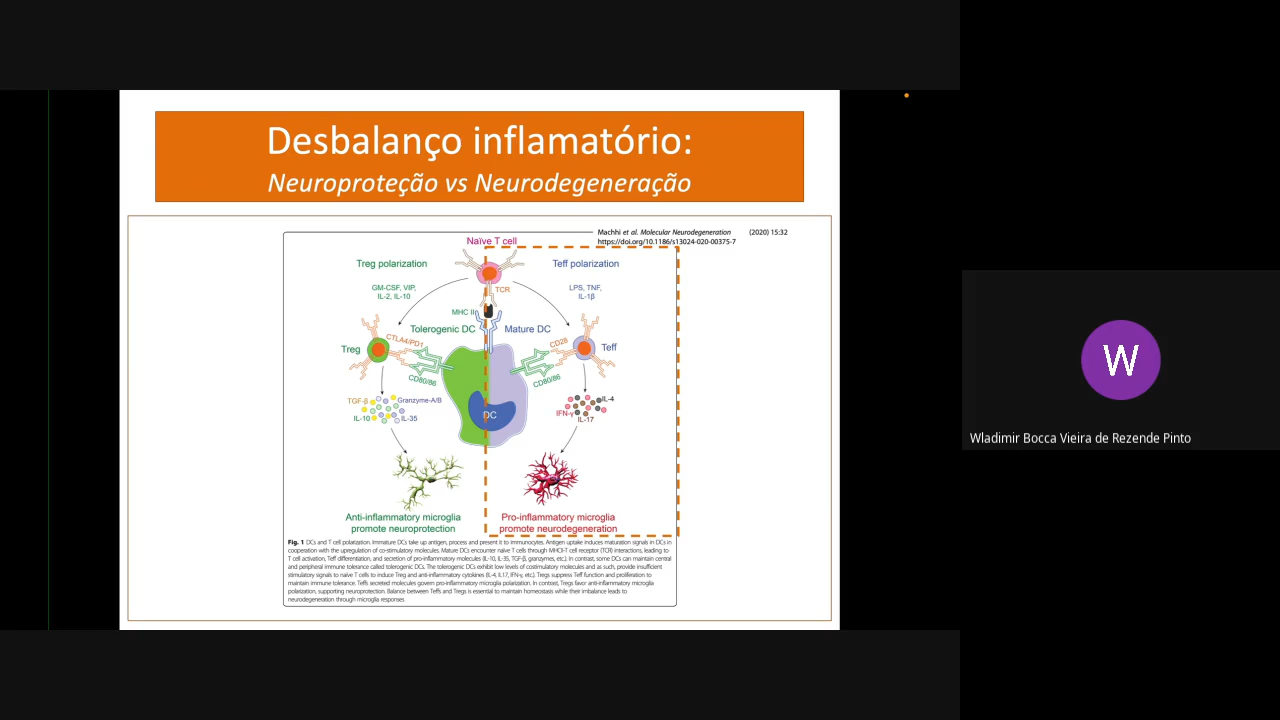 Desbalanço inflamatório:
Neuroproteção vs Neurodegeneração
Machhi et al. Molecular Neurodegeneration (2020) 15:32
https://doi.org/10.1186/s13024-020-00375-7
Naïve T cell
Treg polarization
Teff polarization
GM-CSF, VIP,
IL-2, IL-10
LPS, TNF,
IL-1β
TCR
MHC II
Tolerogenic DC
Mature DC
Treg
CTLA4/PD1
CD28
Teff
CD80/86
CD80/86
TGF-β
Granzyme-A/B
IL-10
IL-35
IL-4
IFN-γ
IL-17
DC
Anti-inflammatory microglia
promote neuroprotection
Pro-inflammatory microglia
promote neurodegeneration
Fig. 1 DCs and T cell polarization. Immature DCs take up antigen, process and present it to immunocytes. Antigen uptake induces maturation signals in DCs in
cooperation with the upregulation of co-stimulatory molecules. Mature DCs encounter naïve T cells through MHCII-T cell receptor (TCR) interactions, leading to
T cell activation, Teff differentiation, and secretion of pro-inflammatory molecules (IL-10, IL-35, TGF-β, granzymes, etc.). In contrast, some DCs can maintain central
and peripheral immune tolerance called tolerogenic DCs. The tolerogenic DCs exhibit low levels of costimulatory molecules and as such, provide insufficient
stimulatory signals to naïve T cells to induce Treg and anti-inflammatory cytokines (IL-4, IL17, IFN-γ, etc.). Tregs suppress Teff function and proliferation to
maintain immune tolerance. Teffs secreted molecules govern pro-inflammatory microglia polarization. In contrast, Tregs favor anti-inflammatory microglia
polarization, supporting neuroprotection. Balance between Teffs and Tregs is essential to maintain homeostasis while their imbalance leads to
neurodegeneration through microglia responses
W
Wladimir Bocca Vieira de Rezende Pinto